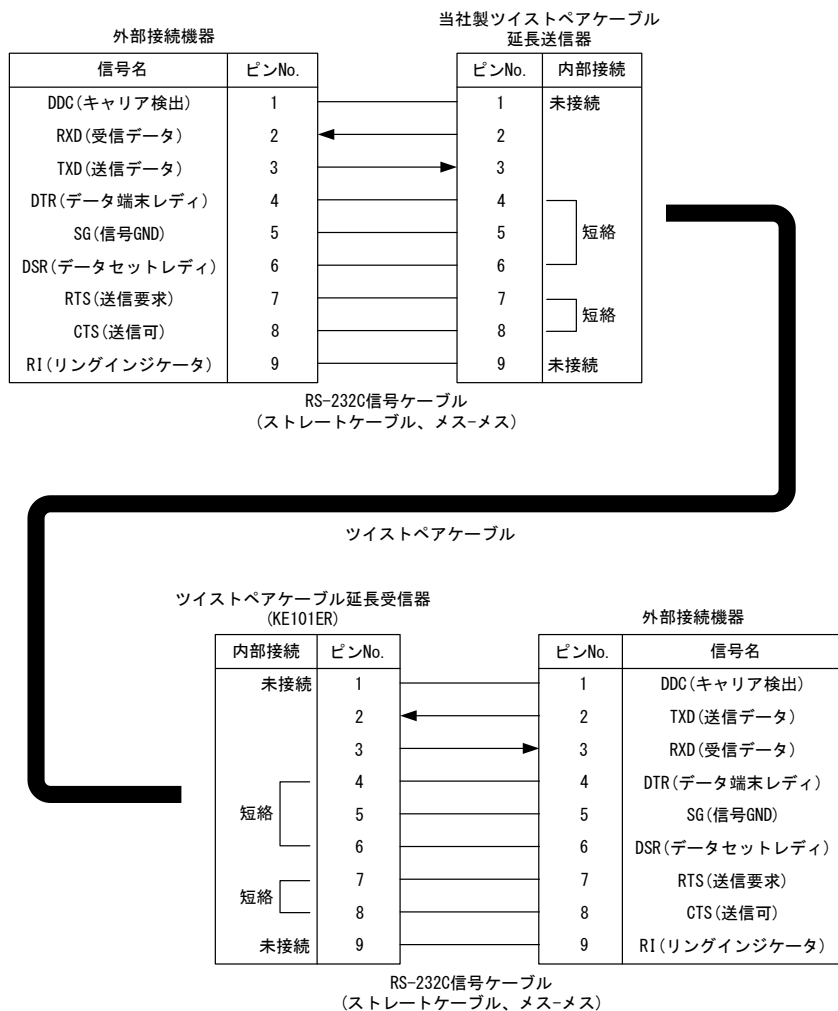 外部接続機器
当社製ツイストペアケーブル
延長送信器
信号名 ピンNo. ピンNo. 内部接続
DDC(キャリア検出) 1 1 未接続
RXD(受信データ) 2 2
TXD(送信データ) 3 3
DTR(データ端末レディ) 4 4
SG(信号GND) 5 5 短絡
DSR(データセットレディ) 6 6
RTS(送信要求) 7 7
短絡
CTS(送信可) 8 8
RI(リングインジケータ) 9 9 未接続
RS-232C信号ケーブル
(ストレートケーブル、メス-メス)
ツイストペアケーブル
ツイストペアケーブル延長受信器
(KE101ER)
外部接続機器
内部接続 ピンNo. ピンNo. 信号名
未接続 1 1 DDC(キャリア検出)
2 2 TXD(送信データ)
3 3 RXD(受信データ)
4 4 DTR(データ端末レディ)
短絡 5 5 SG(信号GND)
6 6 DSR(データセットレディ)
7 7 RTS(送信要求)
短絡
8 8 CTS(送信可)
未接続 9 9 RI(リングインジケータ)
RS-232C信号ケーブル
(ストレートケーブル、メス-メス)